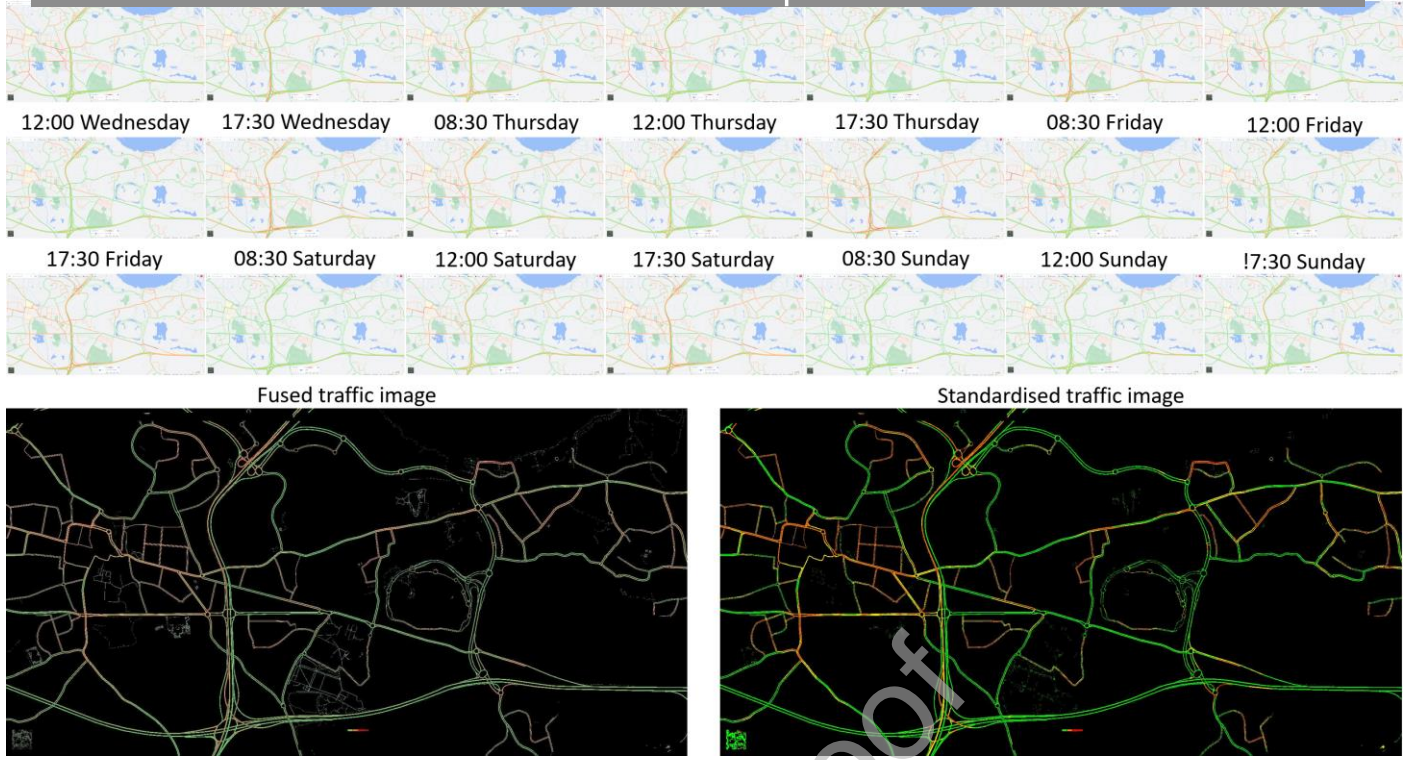 12:00 Wednesday 17:30 Wednesday 08:30 Thursday 12:00 Thursday 17:30 Thursday 08:30 Friday 12:00 Friday
17:30 Friday 08:30 Saturday 12:00 Saturday 17:30 Saturday 08:30 Sunday 12:00 Sunday !7:30 Sunday
Fused traffic image Standardised traffic image